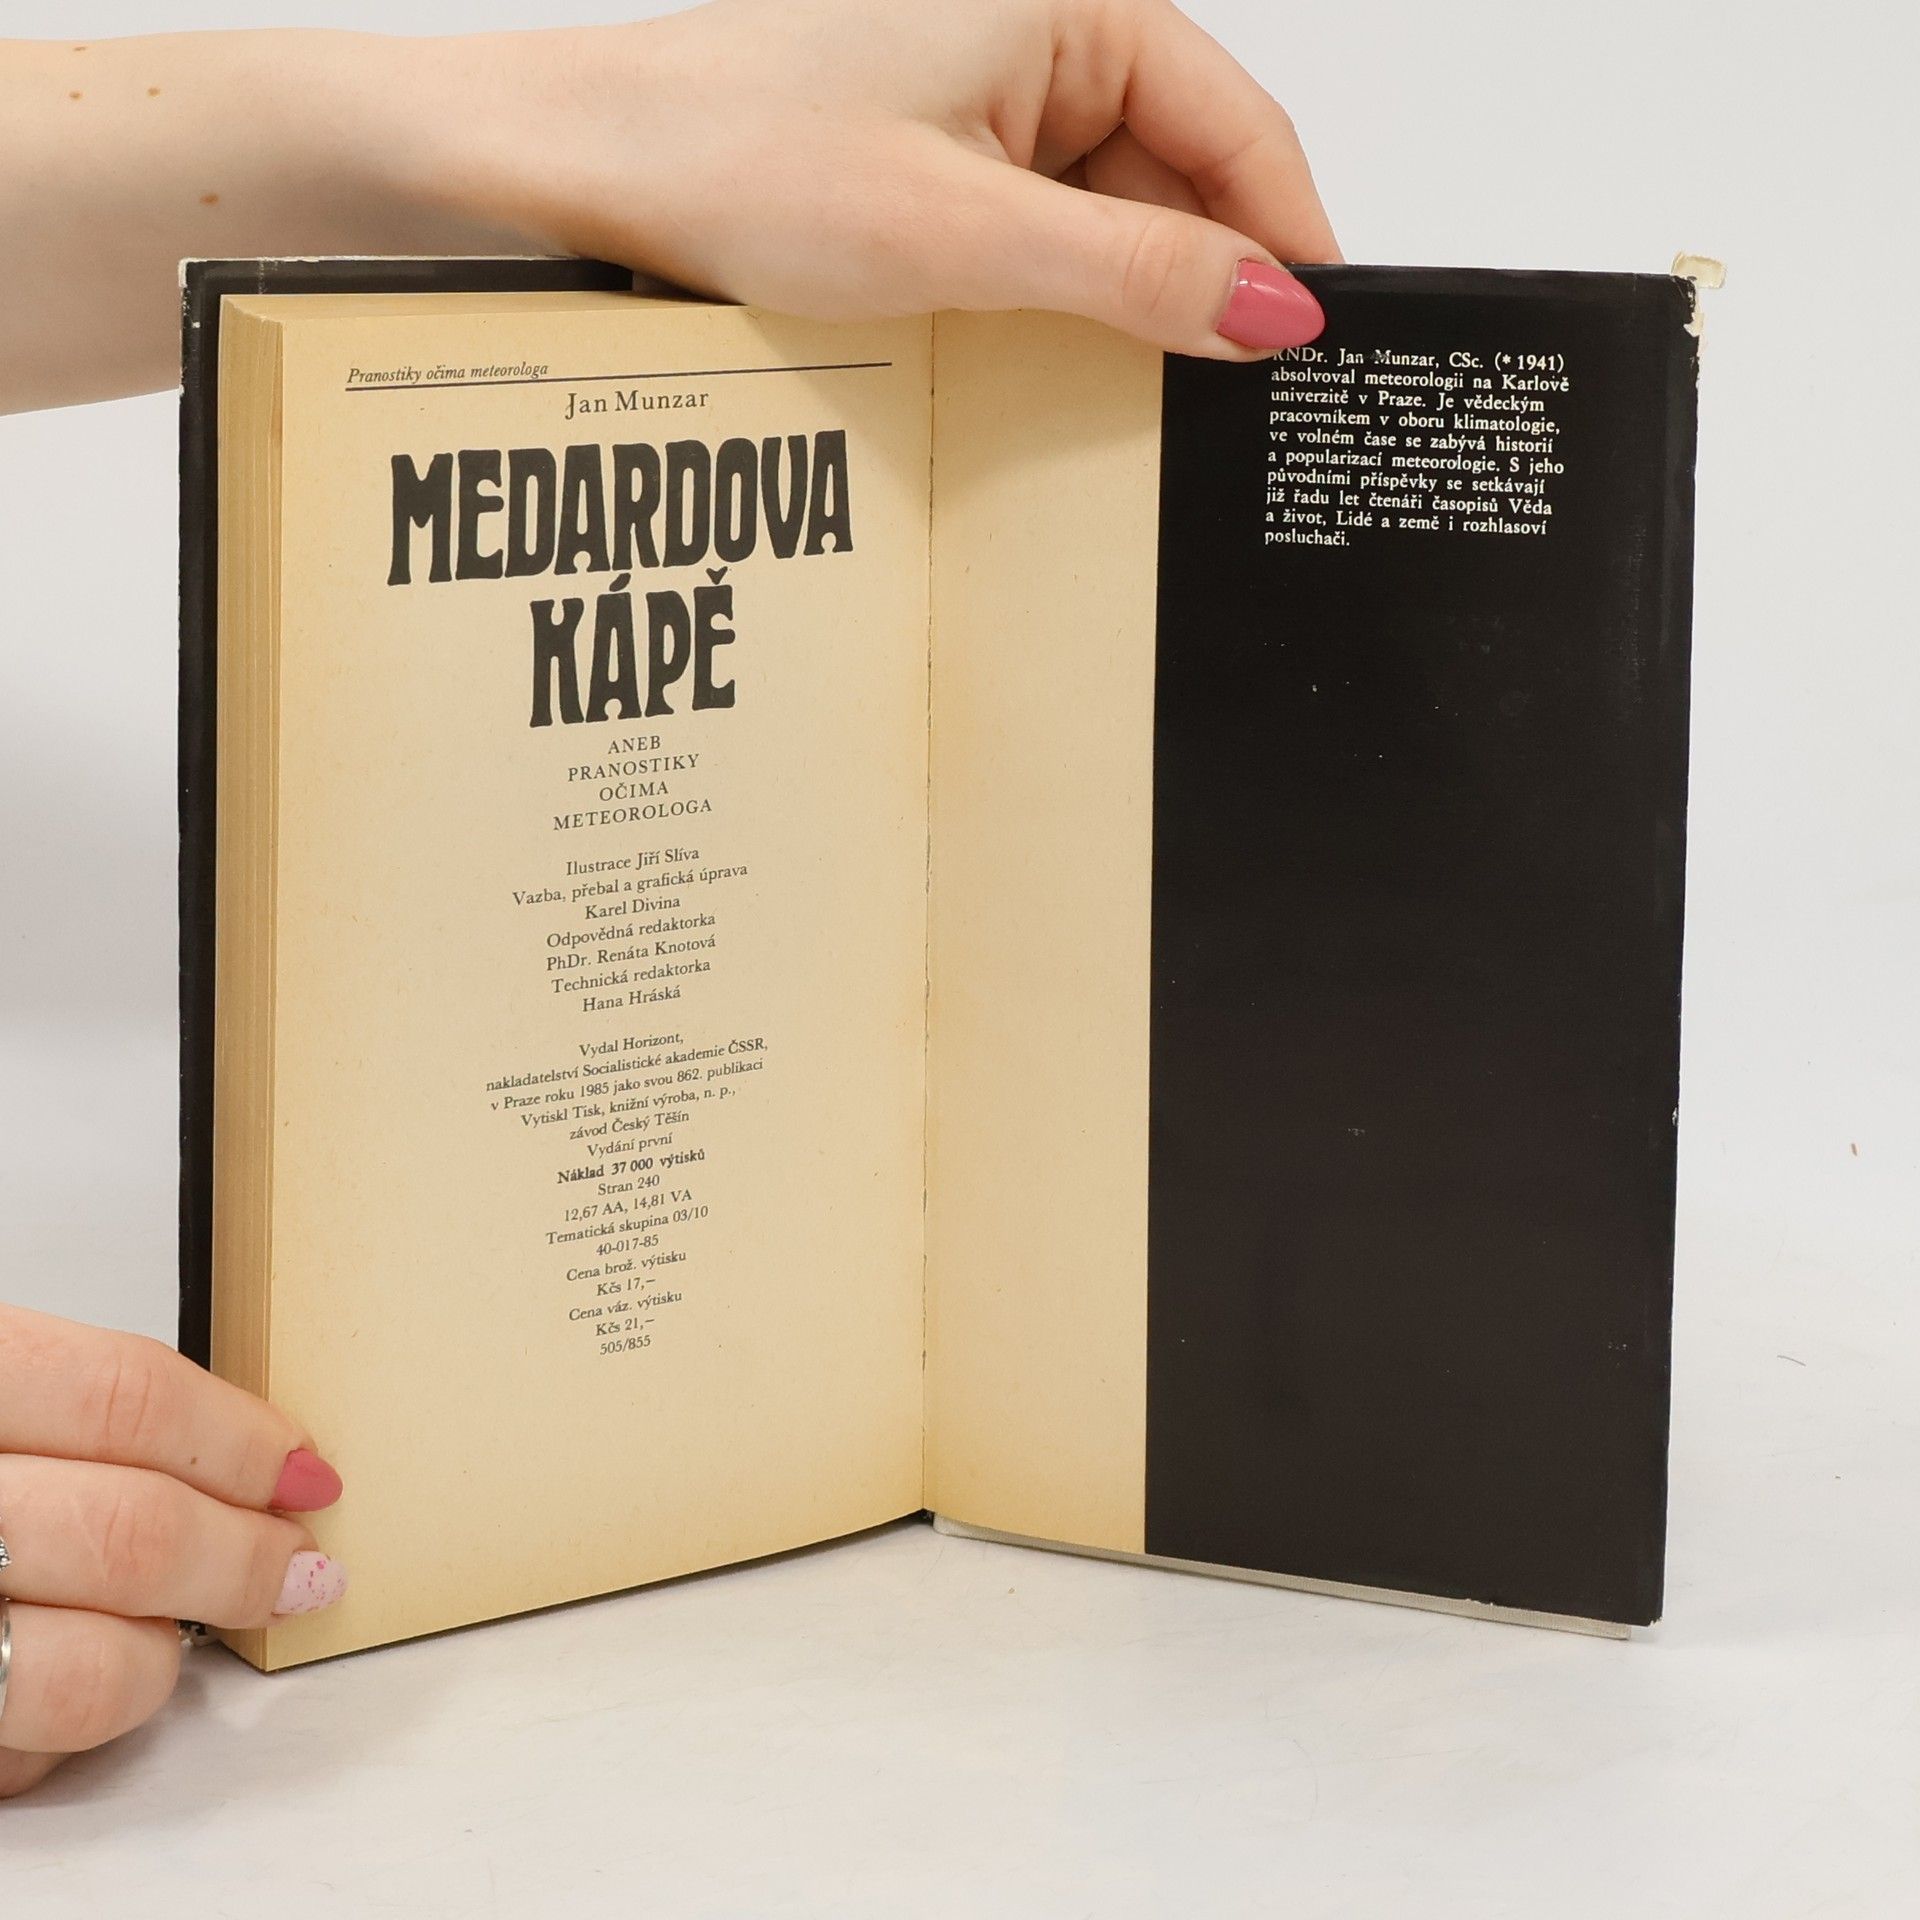 Pranostiky očima meteorologa
Jan Munzar
MEDARDOVA
KÁPĚ
ANEB
PRANOSTIKY
OČIMA
METEOROLOGA
Ilustrace Jiří Slíva
Vazba, přebal a grafická úprava
Karel Divina
Odpovědná redaktorka
PhDr. Renáta Knotová
Technická redaktorka
Hana Hráská
Vydal Horizont,
nakladatelství Socialistické akademie ČSSR,
v Praze roku 1985 jako svou 862. publikaci
Vytiskl Tisk, knižní výroba, n. p.,
závod Český Těšín
Vydání první
Náklad 37 000 výtisků
Stran 240
12,67 AA, 14,81 VA
Tematická skupina 03/10
40-017-85
Cena brož. výtisku
Kčs 17,–
Cena váz. výtisku
Kčs 21,–
505/855
RNDr. Jan Munzar, CSc. (* 1941)
absolvoval meteorologii na Karlově
univerzitě v Praze. Je vědeckým
pracovníkem v oboru klimatologie,
ve volném čase se zabývá historií
a popularizací meteorologie. S jeho
původními příspěvky se setkávají
již řadu let čtenáři časopisů Věda
a život, Lidé a země i rozhlasoví
posluchači.